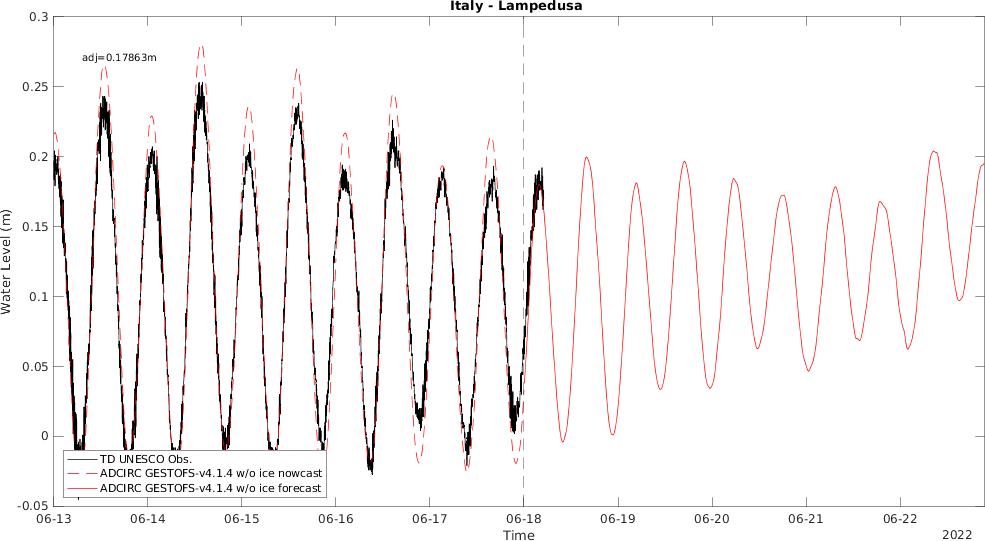 Italy - Lampedusa
0.3
adj=0.17863m
0.25
0.2
0.15
0.1
0.05
0
-0.05
Water Level (m)
TD UNESCO Obs.
ADCIRC GESTOFS-v4.1.4 w/o ice nowcast
ADCIRC GESTOFS-v4.1.4 w/o ice forecast
06-13 06-14 06-15 06-16 06-17 06-18 06-19 06-20 06-21 06-22
Time
2022